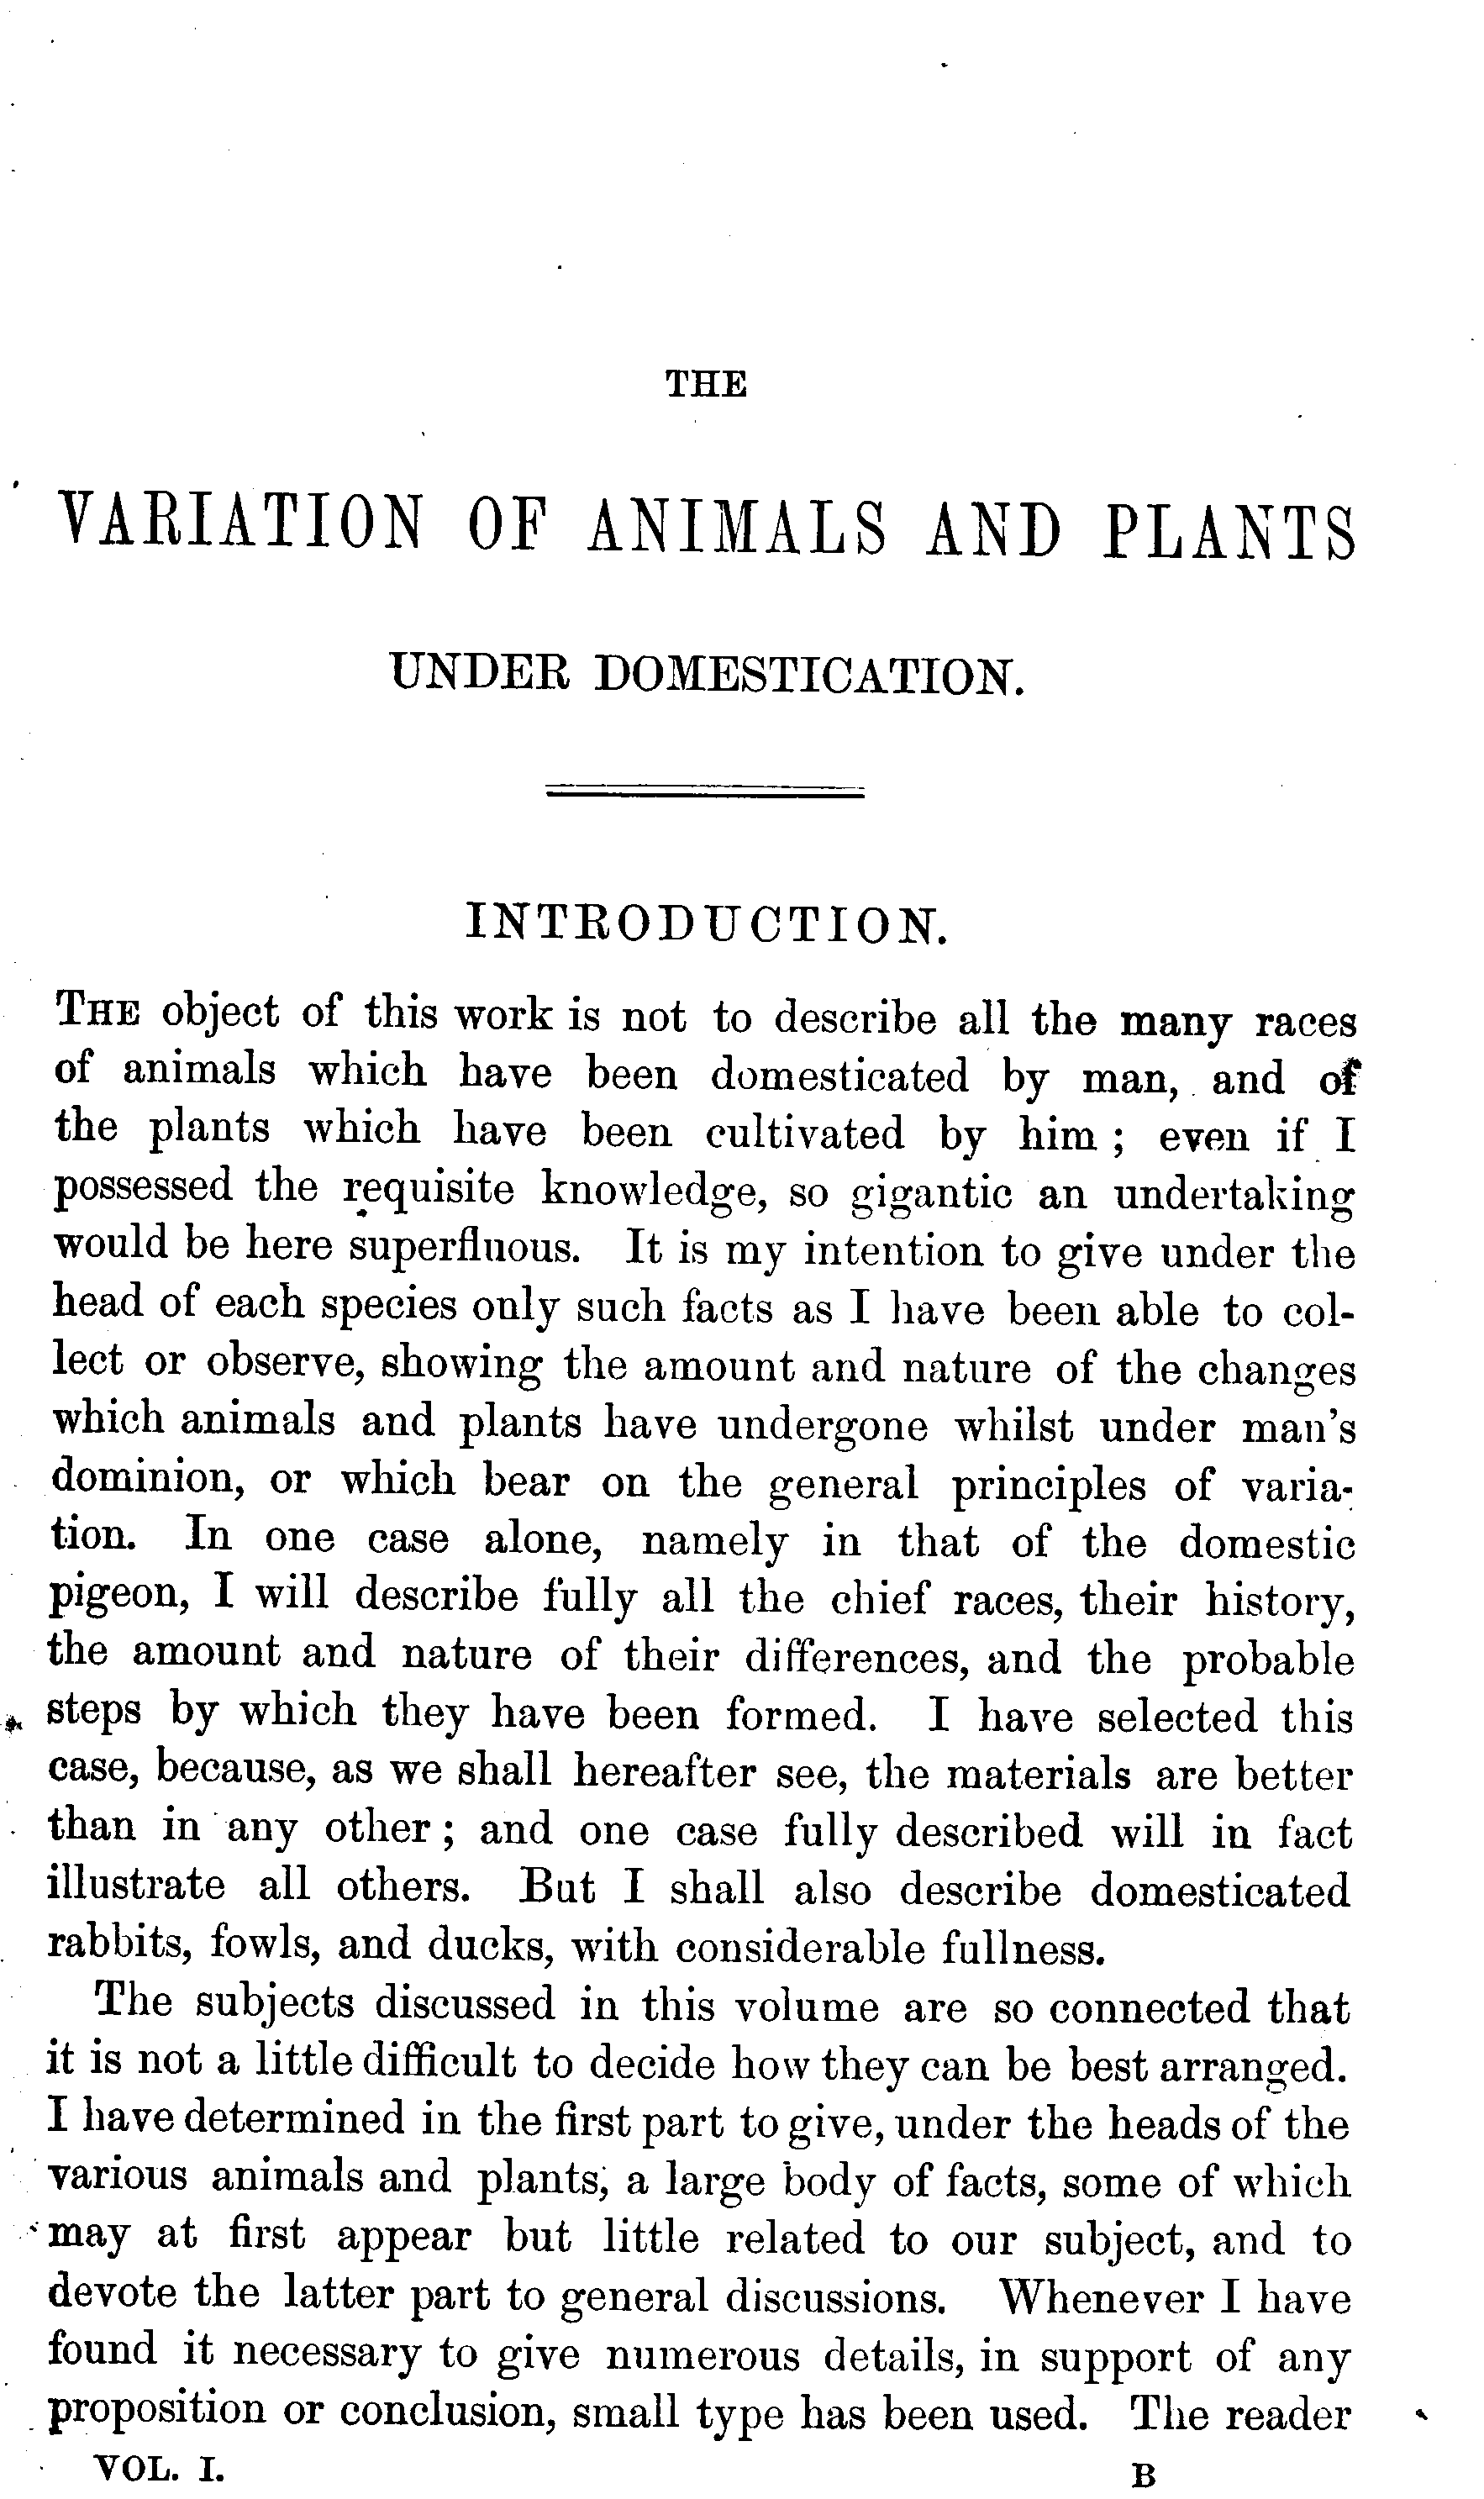 THE
VARIATION OF ANIMALS AND PLANTS
UNDER DOMESTICATION.
INTRODUCTION.
THE object of this work is not to describe all the many races
of animals which have been domesticated by man, and of
the plants which have been cultivated by him ; even if I
possessed the requisite knowledge, so gigantic an undertaking
would be here superfluous. It is my intention to give under the
head of each species only such facts as I have been able to col-
lect or observe, showing the amount and nature of the changes
which animals and plants have undergone whilst under man's
dominion, or which bear on the general principles of varia-
tion. In one case alone, namely in that of the domestic
pigeon, I will describe fully all the chief races, their history,
the amount and nature of their differences, and the probable
steps by which they have been formed. I have selected this
case, because, as we shall hereafter see, the materials are better
than in any other ; and one case fully described will in fact
illustrate all others. But I shall also describe domesticated
rabbits, fowls, and ducks, with considerable fullness.
The subjects discussed in this volume are so connected that
it is not a little difficult to decide how they can be best arranged.
I have determined in the first part to give, under the heads of the
various animals and plants, a large body of facts, some of which
may at first appear but little related to our subject, and to
devote the latter part to general discussions. Whenever I have
found it necessary to give numerous details, in support of any
proposition or conclusion, small type has been used. The reader
VOL. I. B